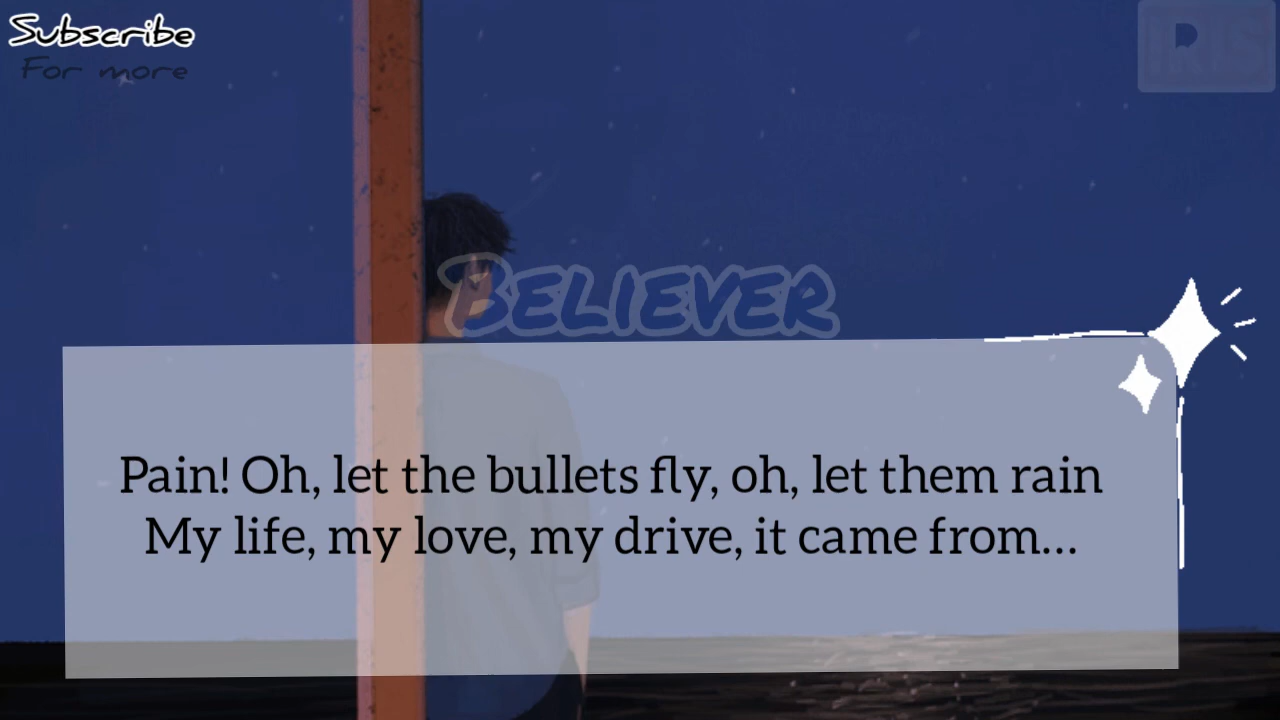 Subscribe
For more
IRIS
Believer
Pain! Oh, let the bullets fly, oh, let them rain
My life, my love, my drive, it came from...